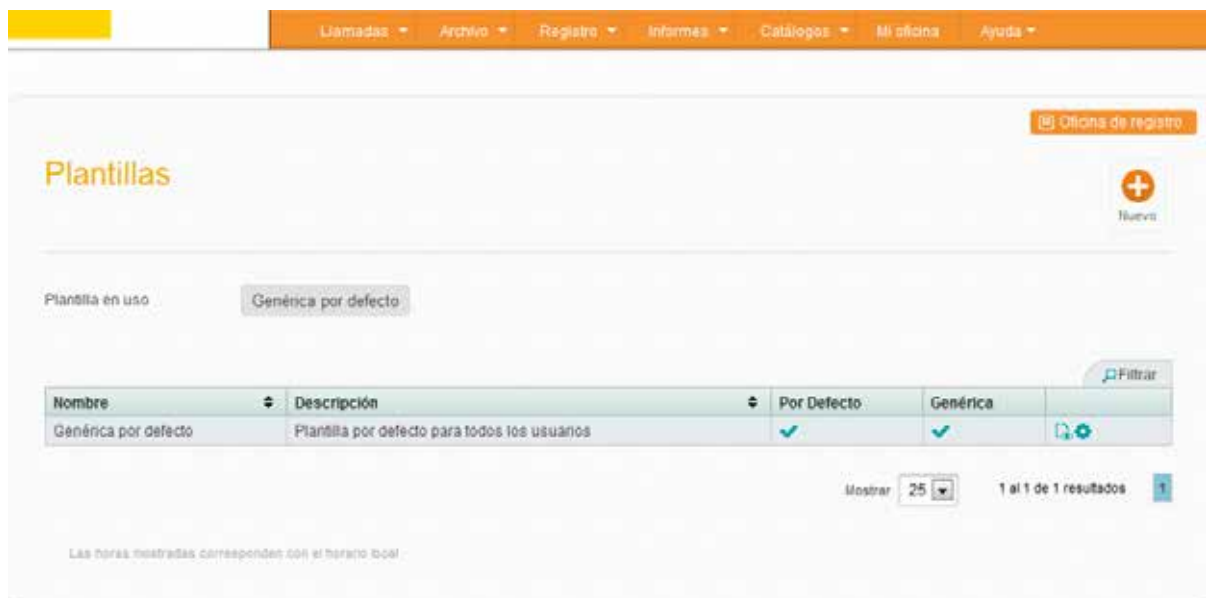 Llamadas Archivo Registro Informes Catálogos Mi oficina Ayuda
Oficina de registro
Plantillas
Nuevo
Plantilla en uso Genérica por defecto
Filtrar
Nombre Descripción Por Defecto Genérica
Genérica por defecto Plantilla por defecto para todos los usuarios
Mostrar 25 1 al 1 de 1 resultados 1
Las horas mostradas corresponden con el horario local